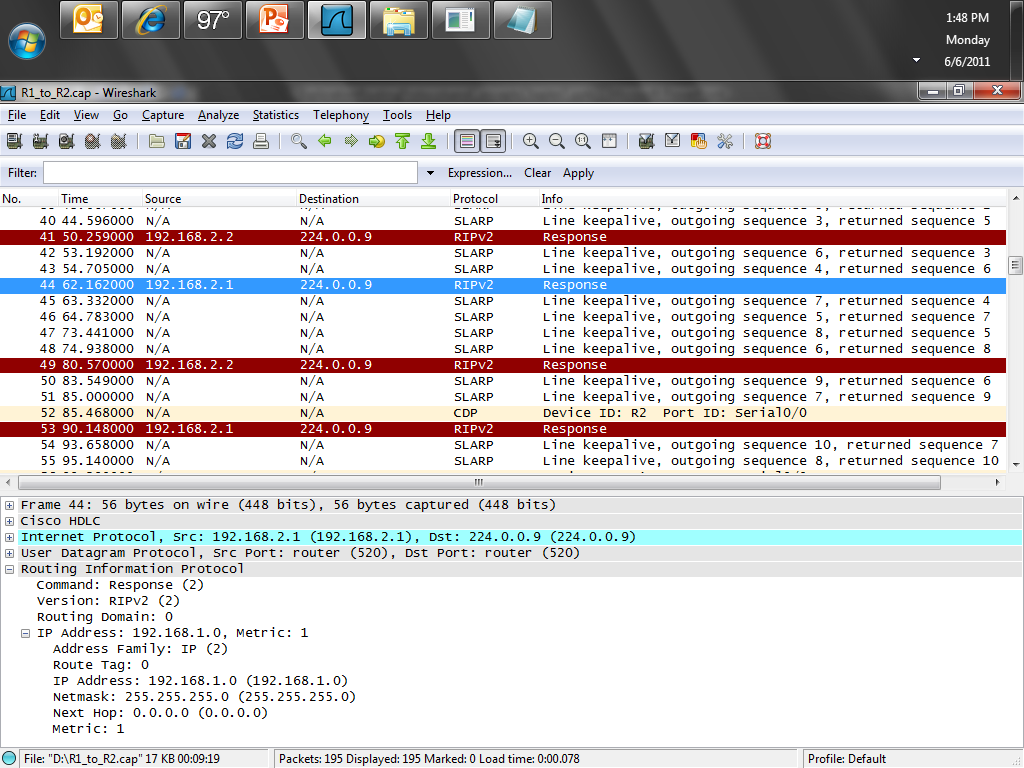 97°
1:48 PM
Monday
6/6/2011
R1_to_R2.cap - Wireshark
File Edit View Go Capture Analyze Statistics Telephony Tools Help
Filter: Expression... Clear Apply
No. Time Source Destination Protocol Info
40 44.596000 N/A N/A SLARP Line keepalive, outgoing sequence 3, returned sequence 5
41 50.259000 192.168.2.2 224.0.0.9 RIPv2 Response
42 53.192000 N/A N/A SLARP Line keepalive, outgoing sequence 6, returned sequence 3
43 54.705000 N/A N/A SLARP Line keepalive, outgoing sequence 4, returned sequence 6
44 62.162000 192.168.2.1 224.0.0.9 RIPv2 Response
45 63.332000 N/A N/A SLARP Line keepalive, outgoing sequence 7, returned sequence 4
46 64.783000 N/A N/A SLARP Line keepalive, outgoing sequence 5, returned sequence 7
47 73.441000 N/A N/A SLARP Line keepalive, outgoing sequence 8, returned sequence 5
48 74.938000 N/A N/A SLARP Line keepalive, outgoing sequence 6, returned sequence 8
49 80.570000 192.168.2.2 224.0.0.9 RIPv2 Response
50 83.549000 N/A N/A SLARP Line keepalive, outgoing sequence 9, returned sequence 6
51 85.000000 N/A N/A SLARP Line keepalive, outgoing sequence 7, returned sequence 9
52 85.468000 N/A N/A CDP Device ID: R2 Port ID: Serial0/0
53 90.148000 192.168.2.1 224.0.0.9 RIPv2 Response
54 93.658000 N/A N/A SLARP Line keepalive, outgoing sequence 10, returned sequence 7
55 95.140000 N/A N/A SLARP Line keepalive, outgoing sequence 8, returned sequence 10
Frame 44: 56 bytes on wire (448 bits), 56 bytes captured (448 bits)
Cisco HDLC
Internet Protocol, Src: 192.168.2.1 (192.168.2.1), Dst: 224.0.0.9 (224.0.0.9)
User Datagram Protocol, Src Port: router (520), Dst Port: router (520)
Routing Information Protocol
Command: Response (2)
Version: RIPv2 (2)
Routing Domain: 0
IP Address: 192.168.1.0, Metric: 1
Address Family: IP (2)
Route Tag: 0
IP Address: 192.168.1.0 (192.168.1.0)
Netmask: 255.255.255.0 (255.255.255.0)
Next Hop: 0.0.0.0 (0.0.0.0)
Metric: 1
File: "D:\R1_to_R2.cap" 17 KB 00:09:19 Packets: 195 Displayed: 195 Marked: 0 Load time: 0:00.078 Profile: Default